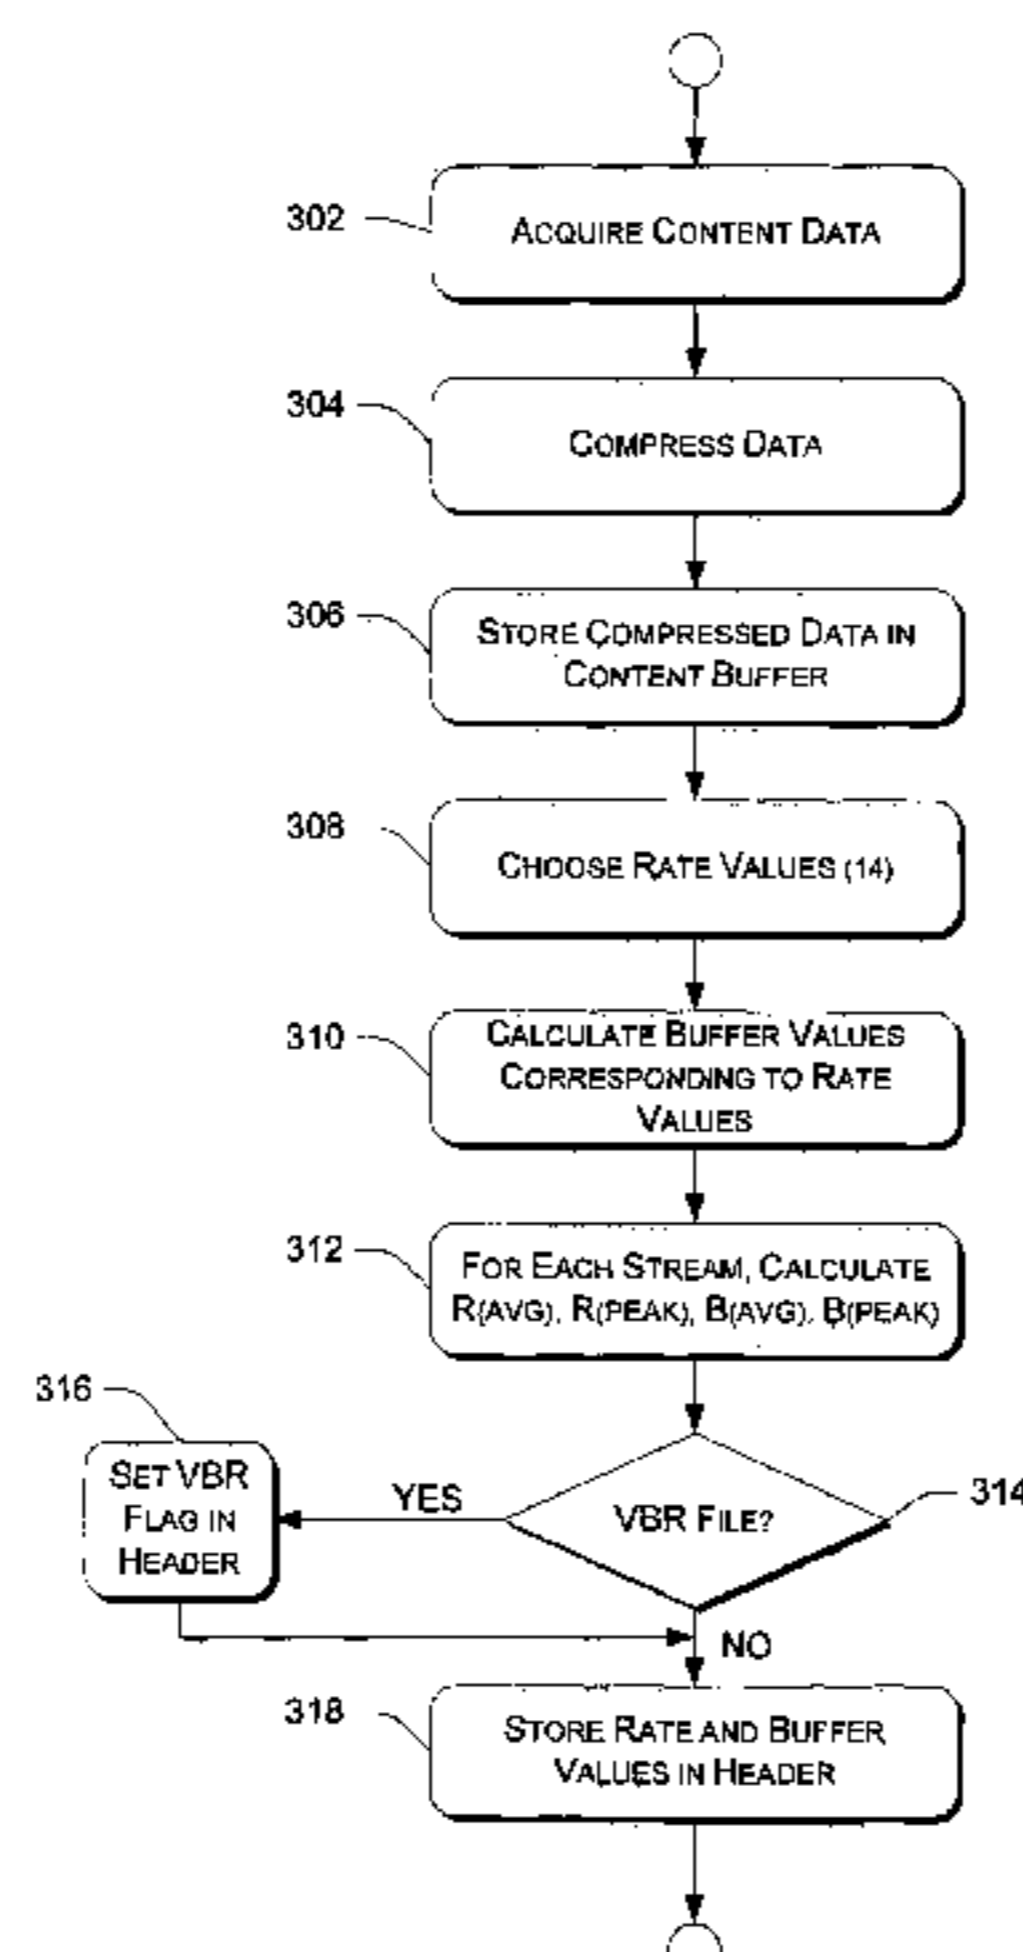 302
ACQUIRE CONTENT DATA
304
COMPRESS DATA
306
STORE COMPRESSED DATA IN
CONTENT BUFFER
308
CHOOSE RATE VALUES (14)
310
CALCULATE BUFFER VALUES
CORRESPONDING TO RATE
VALUES
312
FOR EACH STREAM, CALCULATE
R(AVG), R(PEAK), B(AVG), B(PEAK)
316
SET VBR
FLAG IN
HEADER
YES
VBR FILE?
314
NO
318
STORE RATE AND BUFFER
VALUES IN HEADER